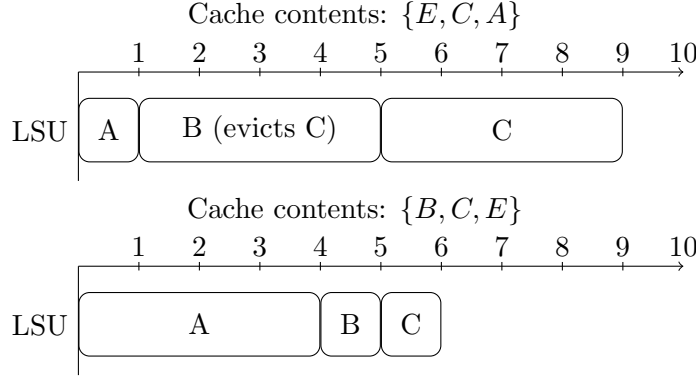 Cache contents: {E, C, A}
1 2 3 4 5 6 7 8 9 10
LSU A B (evicts C) C
Cache contents: {B, C, E}
1 2 3 4 5 6 7 8 9 10
LSU A B C